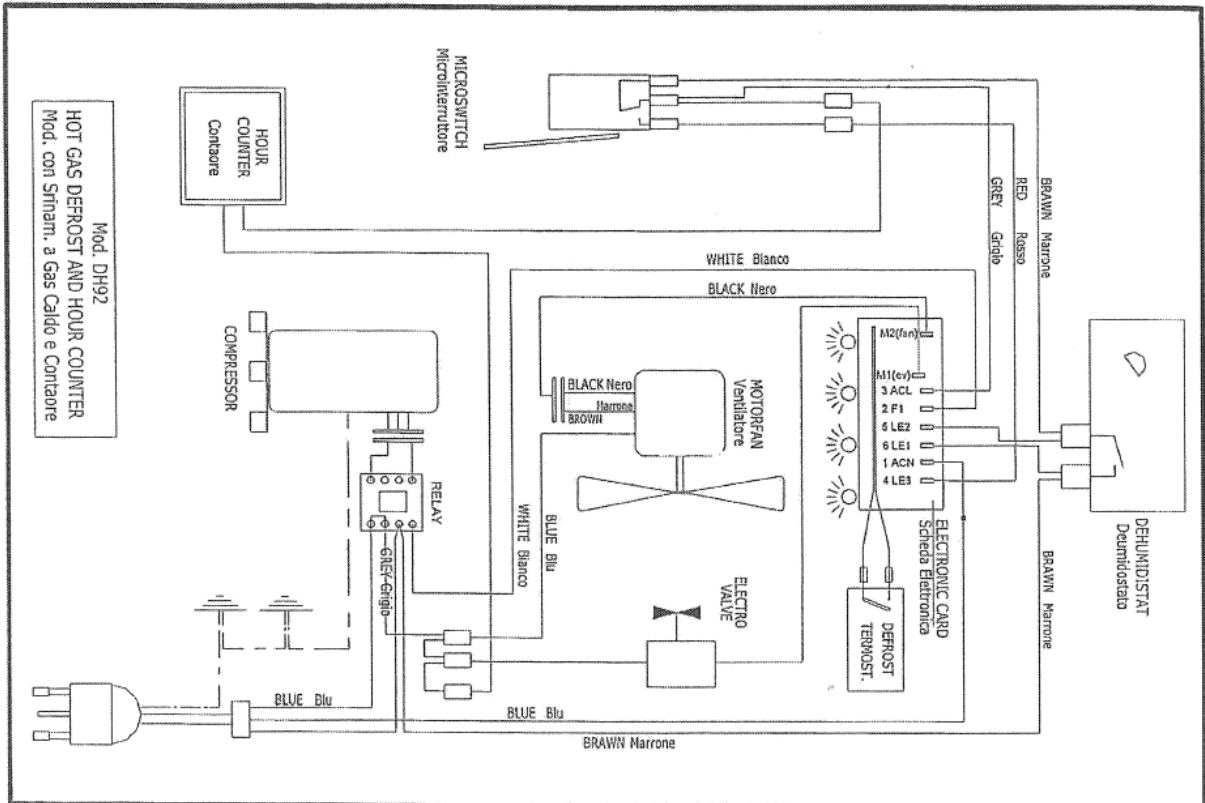 MICROSWITCH
Microinterruttore
HOUR
COUNTER
Contaore
Mod. DH92
HOT GAS DEFROST AND HOUR COUNTER
Mod. con Srinam. a Gas Caldo e Contaore
COMPRESSOR
RELAY
GREY Grigio
WHITE Bianco
BLUE Blu
BLACK Nero
Marrone
BROWN
MOTORFAN
Ventilatore
WHITE Bianco
BLACK Nero
GREY Grigio
RED Rosso
BRAWN Marrone
M2(fan)
M1(ev)
3 ACL
2 F1
5 LE2
6 LE1
1 ACN
4 LE3
ELECTRONIC CARD
Scheda Elettronica
DEHUMIDISTAT
Deumidostato
BRAWN Marrone
DEFROST
TERMOST.
ELECTRO
VALVE
BLUE Blu
BLUE Blu
BRAWN Marrone